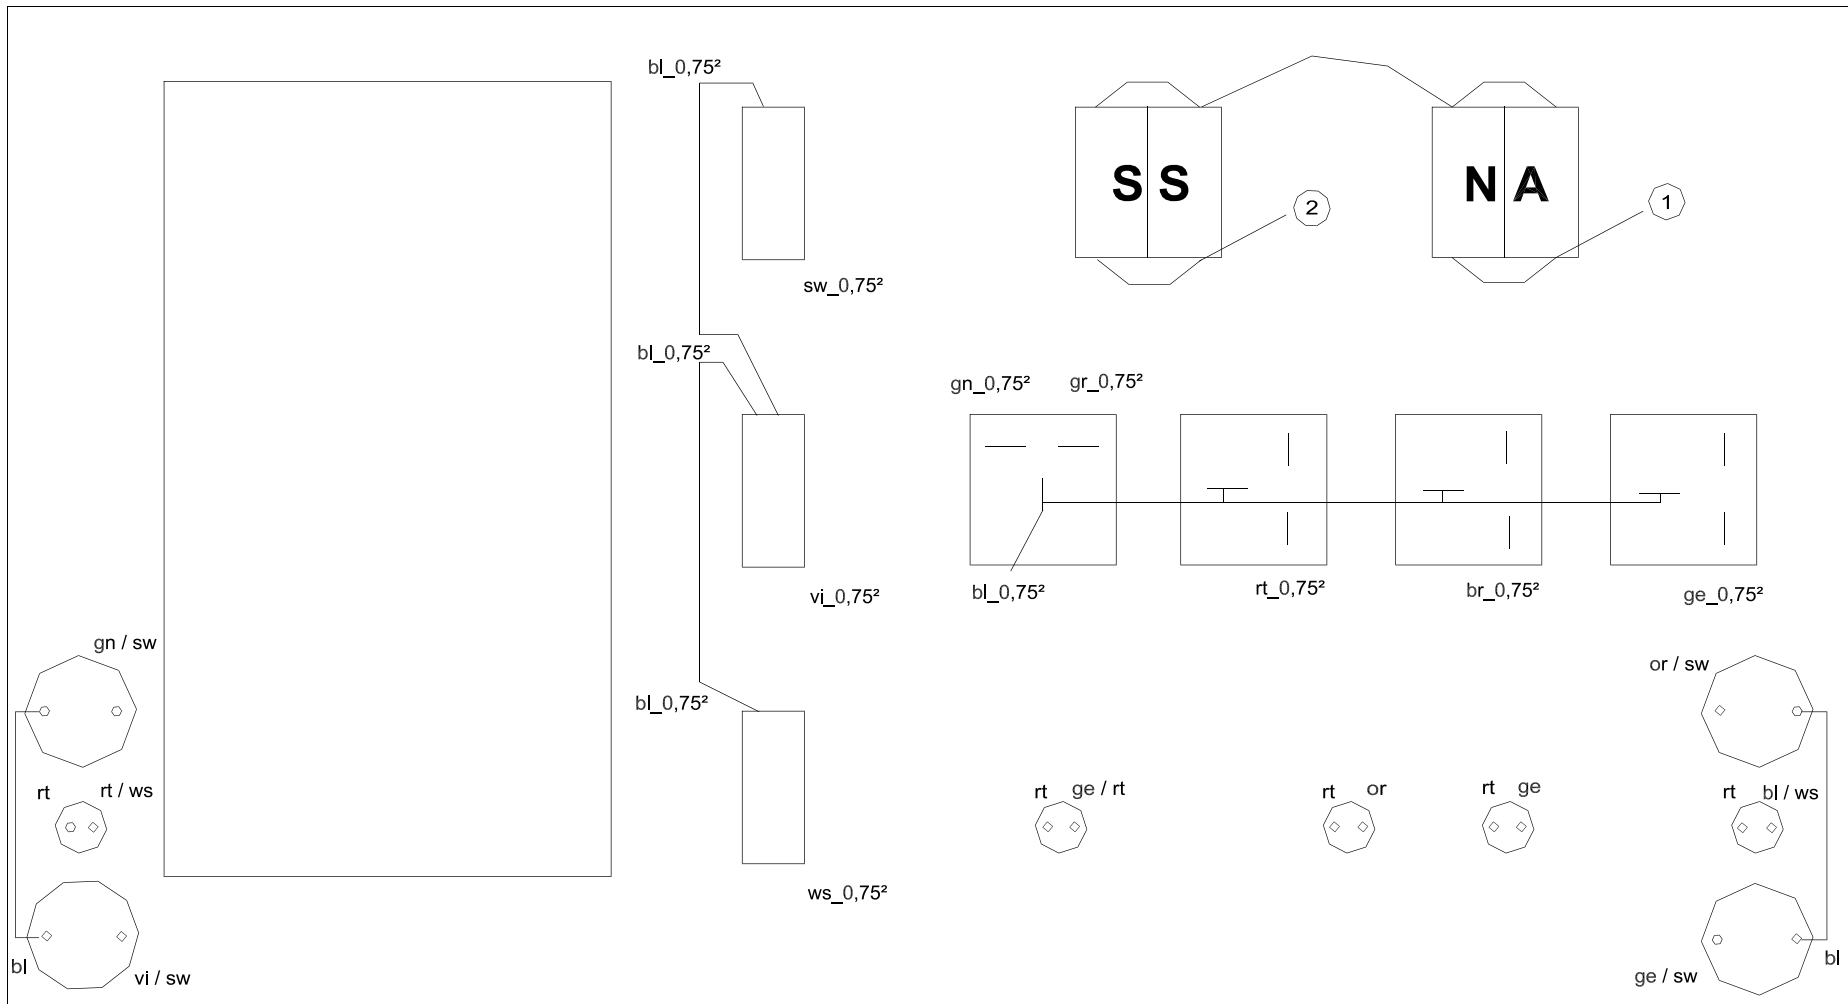 bl_0,75²
S S
N A
2
1
sw_0,75²
bl_0,75²
gn_0,75² gr_0,75²
bl_0,75²
rt_0,75²
br_0,75²
ge_0,75²
vi_0,75²
gn / sw
or / sw
bl_0,75²
rt rt / ws
rt ge / rt
rt or
rt ge
rt bl / ws
ws_0,75²
bl
vi / sw
ge / sw
bl